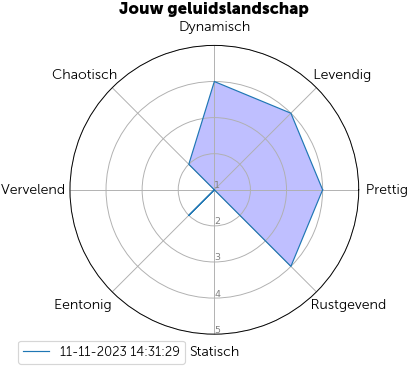 Jouw geluidslandschap
Dynamisch
Chaotisch
Levendig
Vervelend
1
Prettig
2
3
4
Eentonig
Rustgevend
5
11-11-2023 14:31:29
Statisch